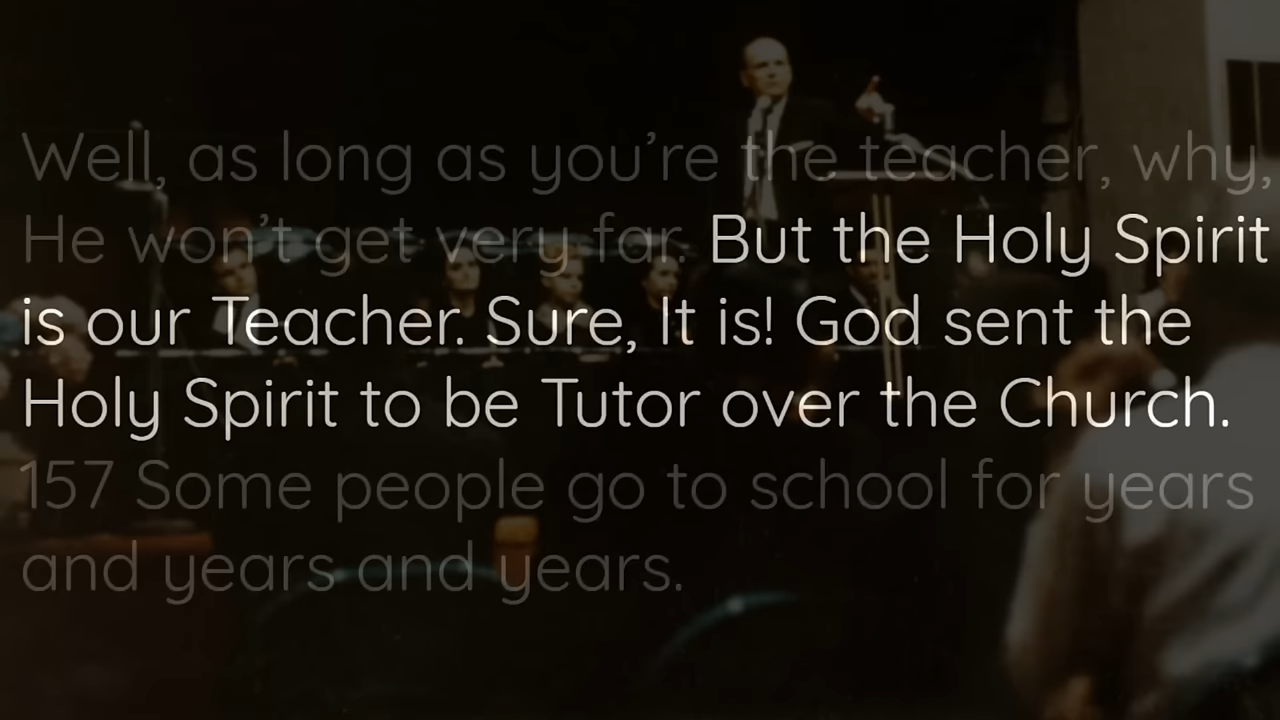 Well, as long as you’re the teacher, why,
He won’t get very far. But the Holy Spirit
is our Teacher. Sure, It is! God sent the
Holy Spirit to be Tutor over the Church.
157 Some people go to school for years
and years and years.